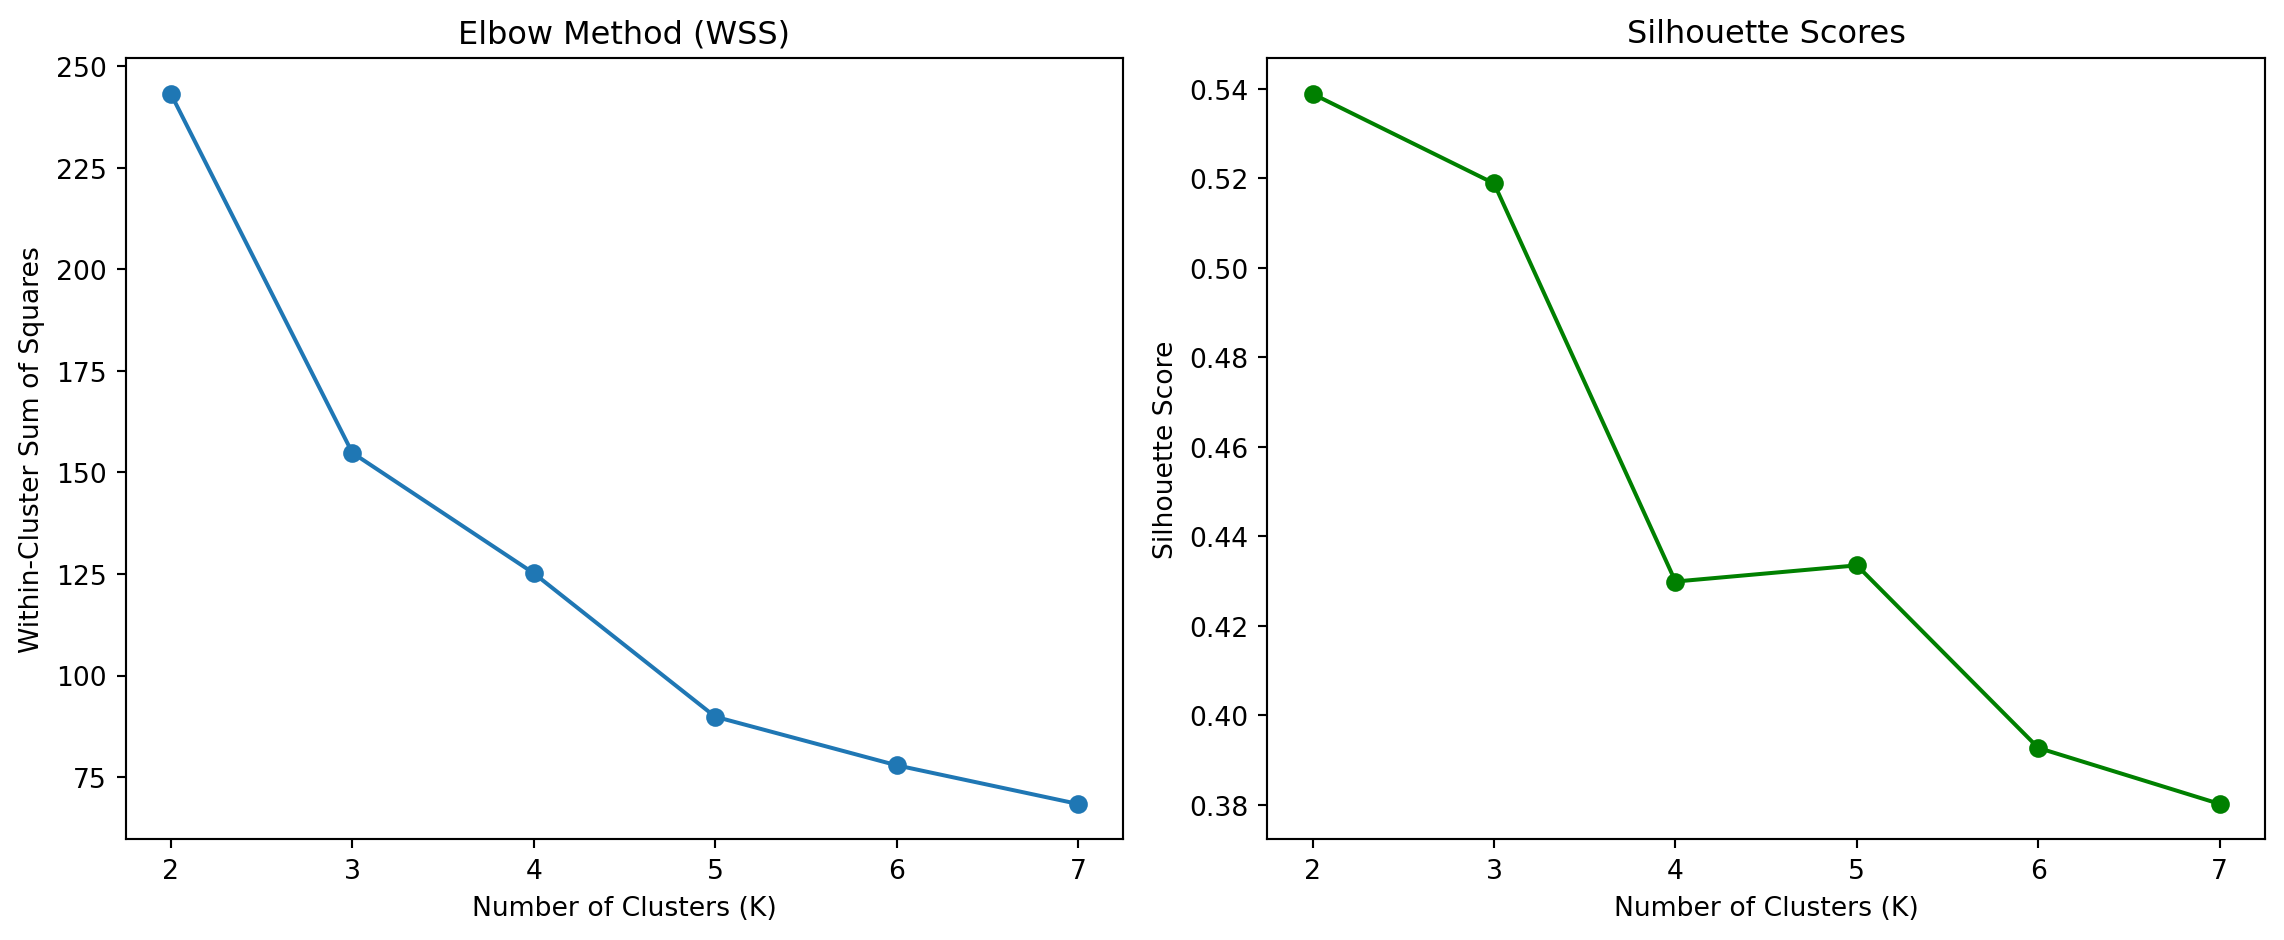 Elbow Method (WSS)
250
225
200
175
150
125
100
75
Within-Cluster Sum of Squares
2 3 4 5 6 7
Number of Clusters (K)
Silhouette Scores
0.54
0.52
0.50
0.48
0.46
0.44
0.42
0.40
0.38
Silhouette Score
2 3 4 5 6 7
Number of Clusters (K)